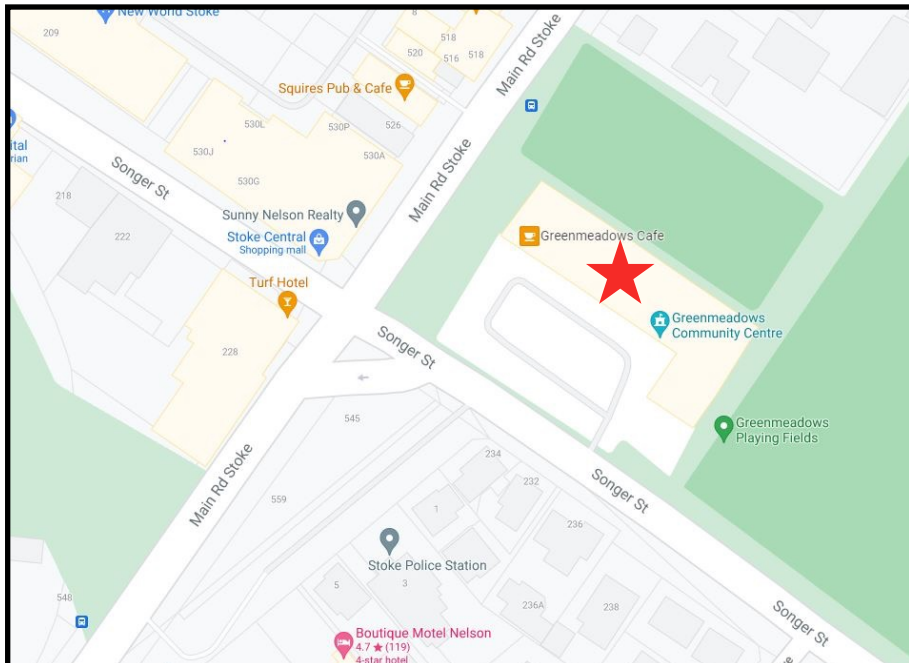 New World Stoke
209
8
518
520
516
518
Main Rd Stoke
Squires Pub & Cafe
530L
530P
526
530J
530A
530G
Main Rd Stoke
ital
rian
Songer St
218
222
Sunny Nelson Realty
Stoke Central
Shopping mall
Greenmeadows Cafe
Turf Hotel
Greenmeadows
Community Centre
228
Songer St
545
Greenmeadows
Playing Fields
Main Rd Stoke
234
232
Songer St
559
1
236
Stoke Police Station
5
3
548
236A
238
Songer St
Boutique Motel Nelson
4.7 ★ (119)
4-star hotel